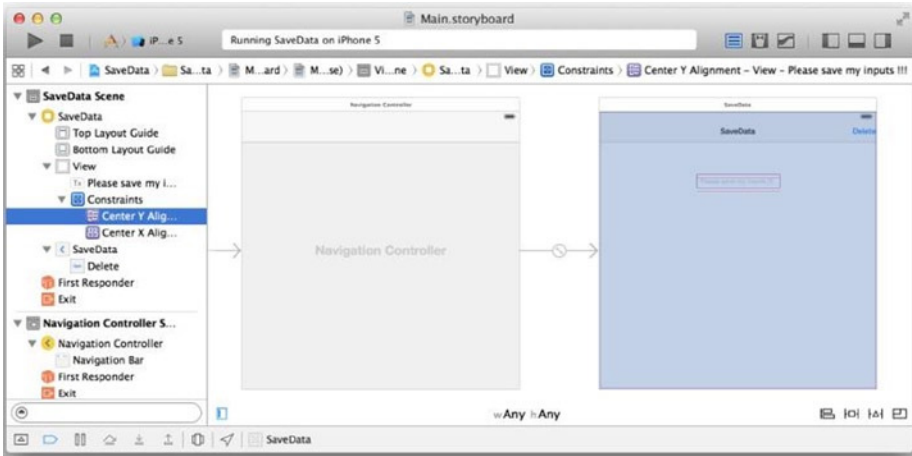 Main.storyboard
iP...e 5
Running SaveData on iPhone 5
SaveData
Sa...ta
M...ard
M...se)
Vi...ne
Sa...ta
View
Constraints
Center Y Alignment – View – Please save my inputs !!!
SaveData Scene
SaveData
Top Layout Guide
Bottom Layout Guide
View
Please save my i...
Constraints
Center Y Alig...
Center X Alig...
SaveData
Delete
First Responder
Exit
Navigation Controller S...
Navigation Controller
Navigation Bar
First Responder
Exit
Navigation Controller
Navigation Controller
SaveData
SaveData
Delete
wAny hAny
SaveData